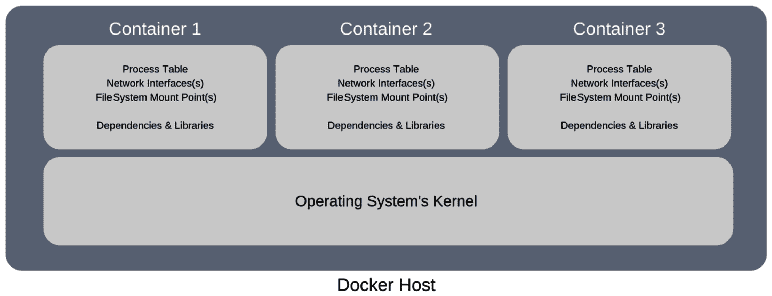 Container 1
Container 2
Container 3
Process Table
Network Interfaces(s)
FileSystem Mount Point(s)
Dependencies & Libraries
Process Table
Network Interfaces(s)
FileSystem Mount Point(s)
Dependencies & Libraries
Process Table
Network Interfaces(s)
FileSystem Mount Point(s)
Dependencies & Libraries
Operating System's Kernel
Docker Host